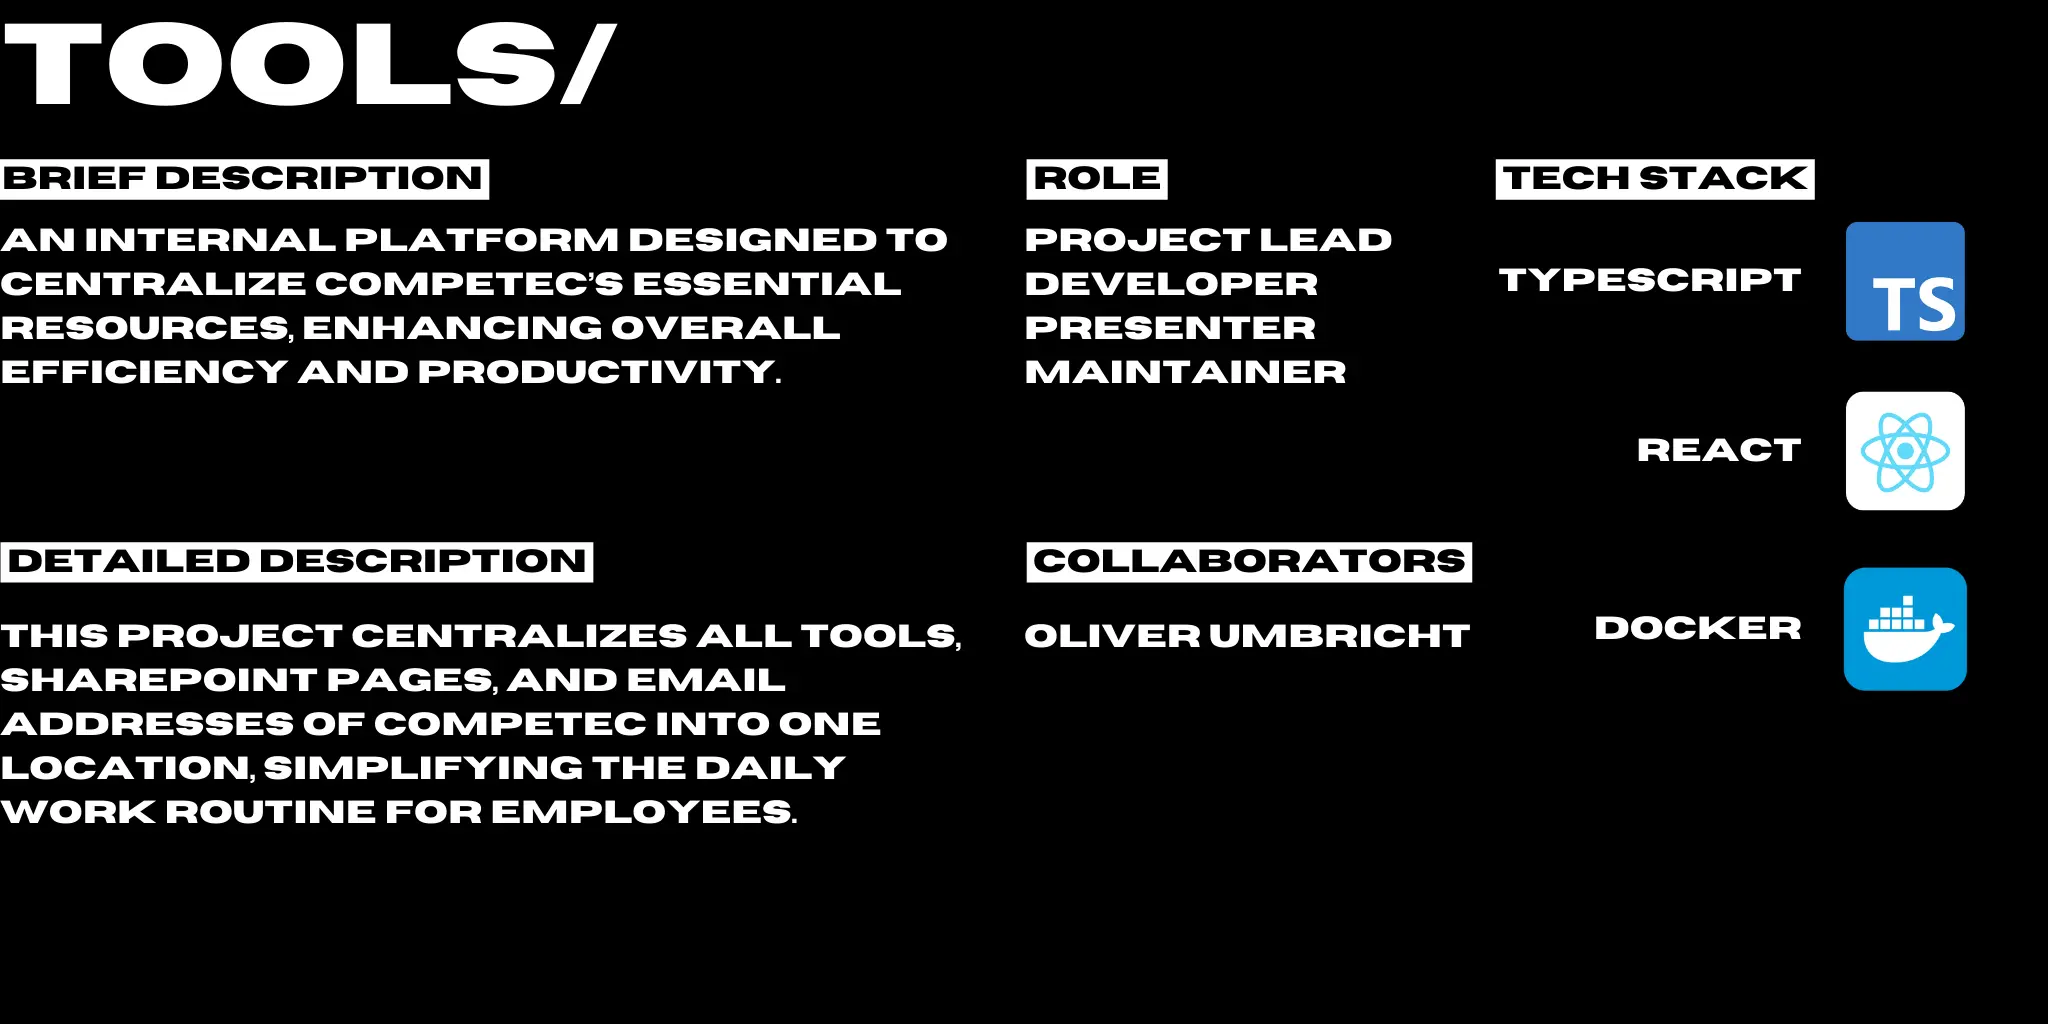 TOOLS/
BRIEF DESCRIPTION
AN INTERNAL PLATFORM DESIGNED TO
CENTRALIZE COMPETEC'S ESSENTIAL
RESOURCES, ENHANCING OVERALL
EFFICIENCY AND PRODUCTIVITY.
ROLE
PROJECT LEAD
DEVELOPER
PRESENTER
MAINTAINER
TECH STACK
TYPESCRIPT
TS
REACT
DOCKER
DETAILED DESCRIPTION
THIS PROJECT CENTRALIZES ALL TOOLS,
SHAREPOINT PAGES, AND EMAIL
ADDRESSES OF COMPETEC INTO ONE
LOCATION, SIMPLIFYING THE DAILY
WORK ROUTINE FOR EMPLOYEES.
COLLABORATORS
OLIVER UMBRICHT